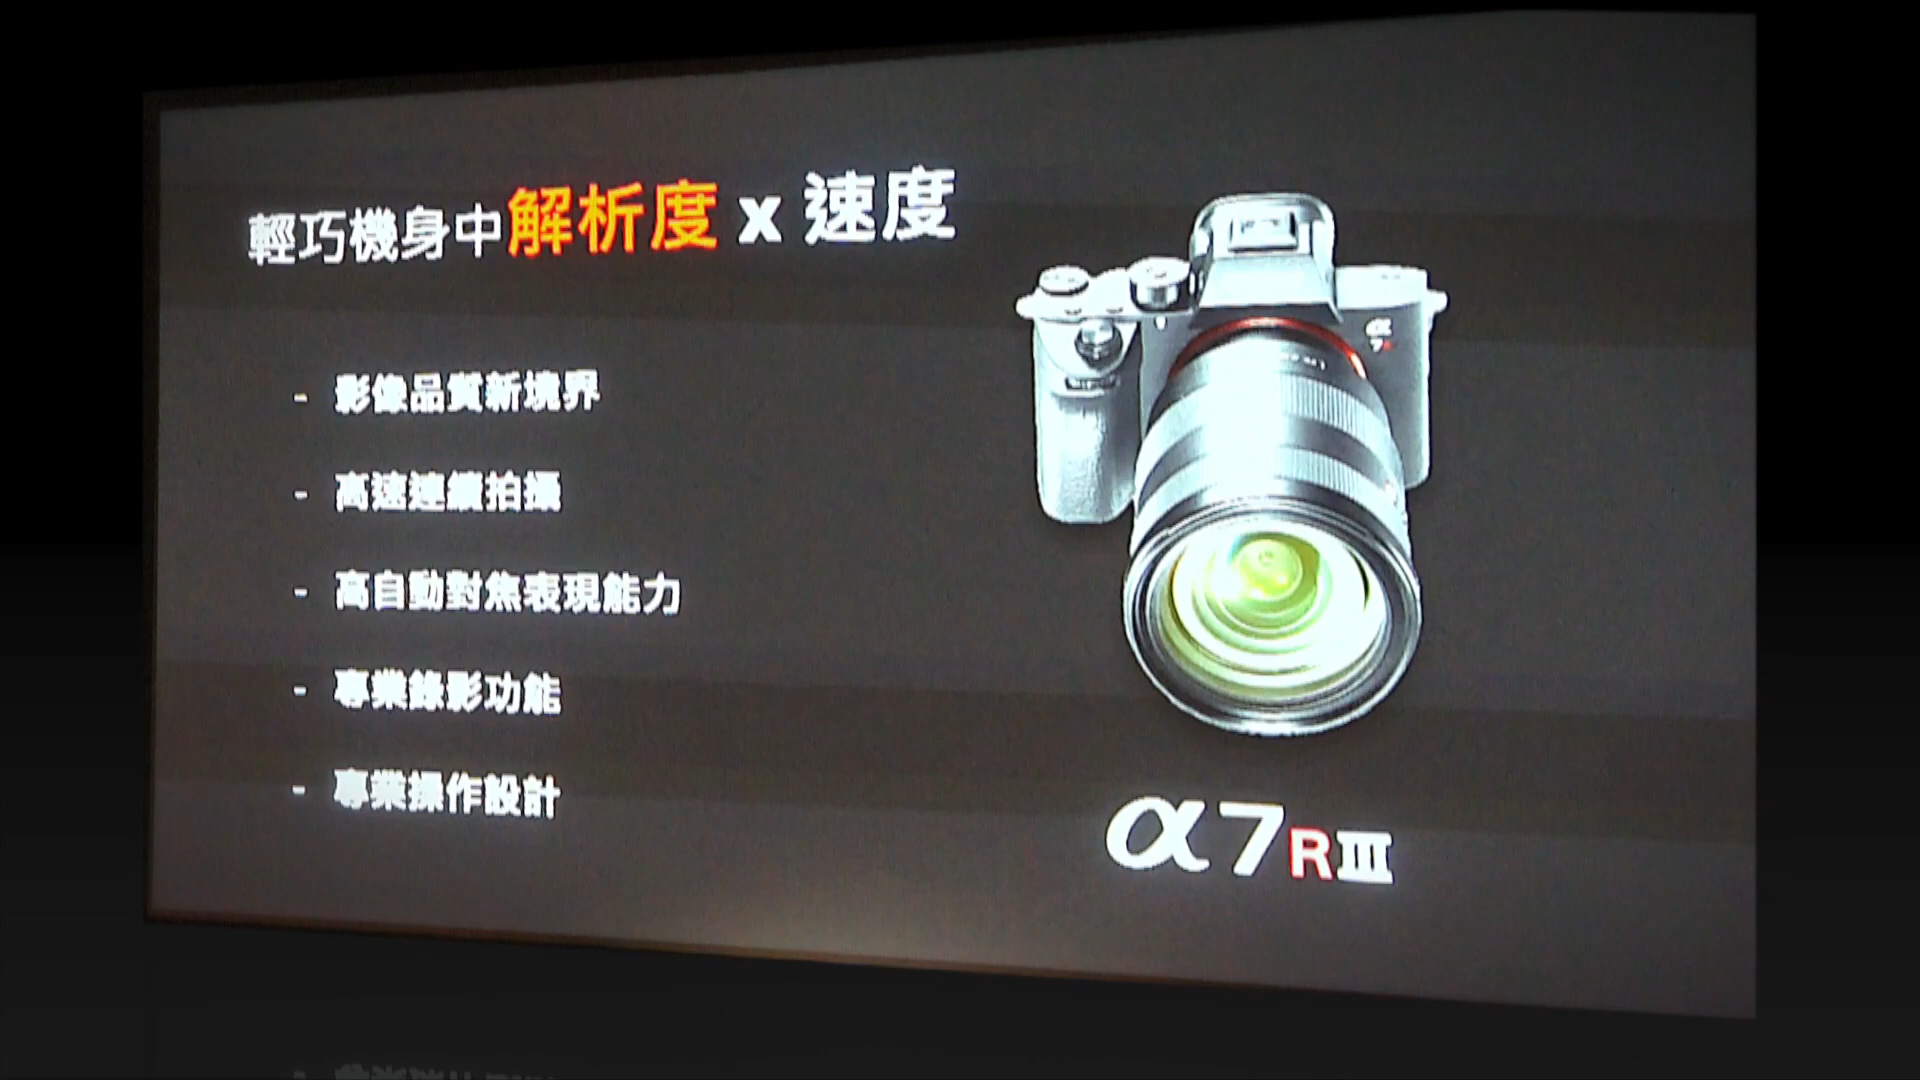 輕巧機身中解析度 x 速度
- 影像品質新境界
- 高速連續拍攝
- 高自動對焦表現能力
- 專業錄影功能
- 專業操作設計
α7R
α7RIII